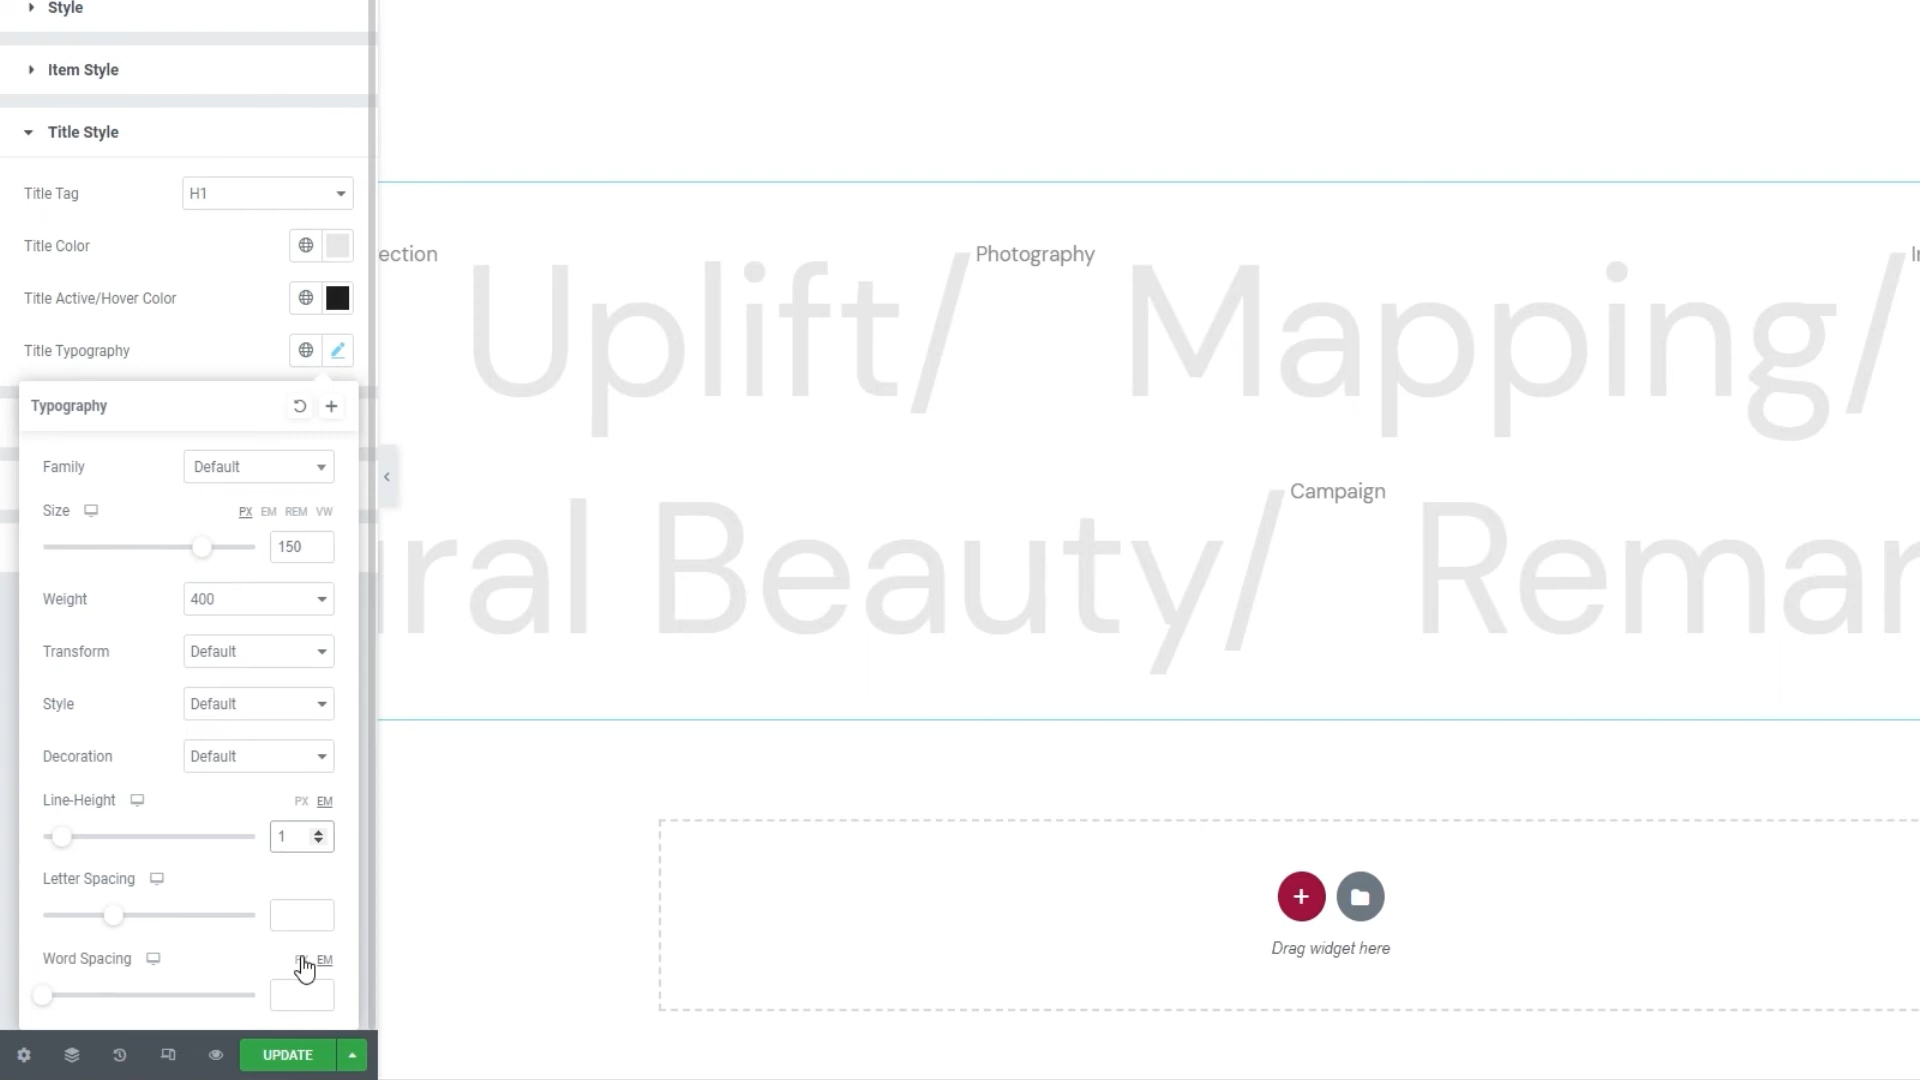 Style
Item Style
Title Style
Title Tag
H1
Title Color
Title Active/Hover Color
Title Typography
Typography
Family
Default
Size
PX EM REM VW
150
Weight
400
Transform
Default
Style
Default
Decoration
Default
Line-Height
PX EM
1
Letter Spacing
Word Spacing
EM
UPDATE
ection
Uplift/
Photography
Mapping/
ral Beauty/
Campaign
Remar
Drag widget here